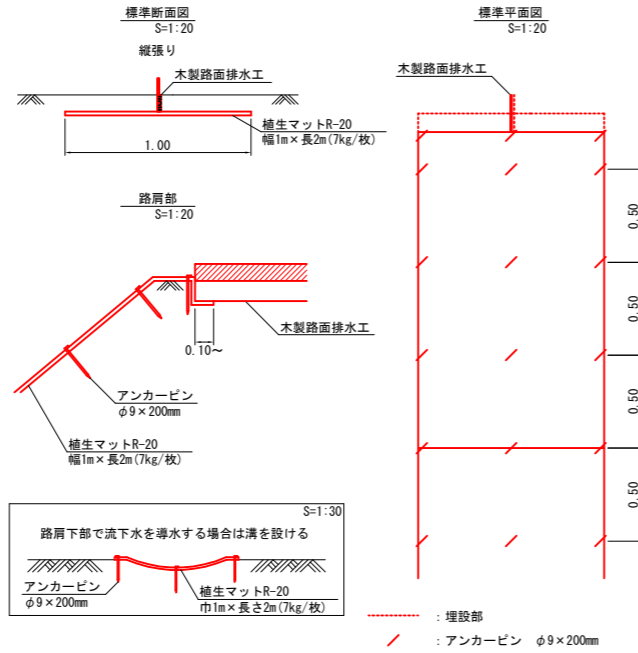 標準断面図
S=1:20
縦張り
木製路面排水工
植生マットR-20
幅1m×長2m(7kg/枚)
1.00
路肩部
S=1:20
木製路面排水工
0.10～
アンカーピン
φ9×200mm
植生マットR-20
幅1m×長2m(7kg/枚)
S=1:30
路肩下部で流下水を導水する場合は溝を設ける
アンカーピン
φ9×200mm
植生マットR-20
巾1m×長さ2m(7kg/枚)
標準平面図
S=1:20
木製路面排水工
0.50
0.50
0.50
0.50
：埋設部
：アンカーピン φ9×200mm